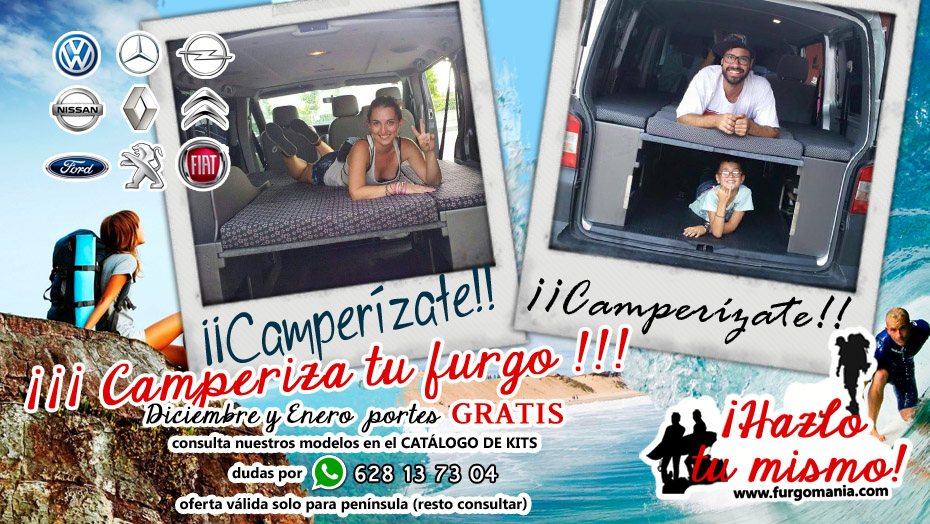 NISSAN
Ford
FIAT
¡¡Camperízate!!
¡¡Camperízate!!
¡¡¡ Camperiza tu furgo !!!
Diciembre y Enero portes GRATIS
consulta nuestros modelos en el CATÁLOGO DE KITS
dudas por 628 13 73 04
oferta válida solo para península (resto consultar)
¡Hazlo
tu mismo!
www.furgomania.com